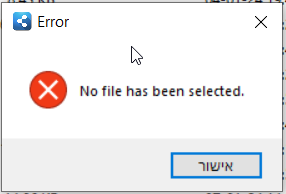 Error
No file has been selected.
אישור